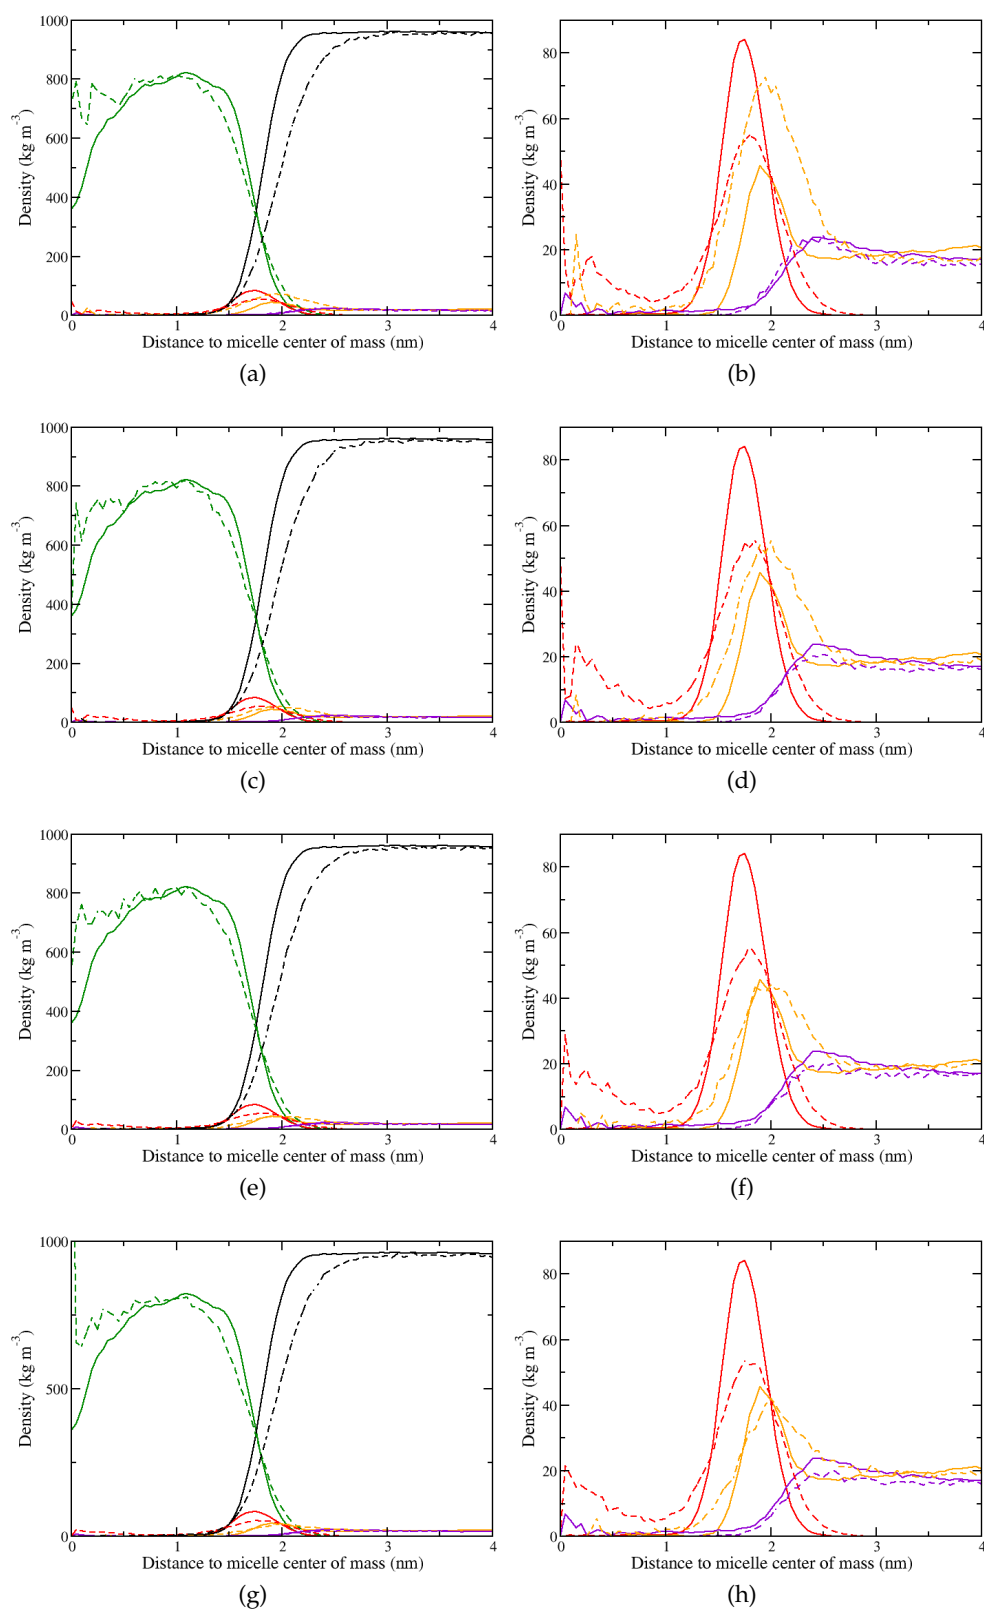 1000
800
600
400
200
0
Density (kg m-3)
0 1 2 3 4
Distance to micelle center of mass (nm)
(a)
80
60
40
20
0
Density (kg m-3)
0 1 2 3 4
Distance to micelle center of mass (nm)
(b)
1000
800
600
400
200
0
Density (kg m-3)
0 1 2 3 4
Distance to micelle center of mass (nm)
(c)
80
60
40
20
0
Density (kg m-3)
0 1 2 3 4
Distance to micelle center of mass (nm)
(d)
1000
800
600
400
200
0
Density (kg m-3)
0 1 2 3 4
Distance to micelle center of mass (nm)
(e)
80
60
40
20
0
Density (kg m-3)
0 1 2 3 4
Distance to micelle center of mass (nm)
(f)
1000
500
0
Density (kg m-3)
0 1 2 3 4
Distance to micelle center of mass (nm)
(g)
80
60
40
20
0
Density (kg m-3)
0 1 2 3 4
Distance to micelle center of mass (nm)
(h)